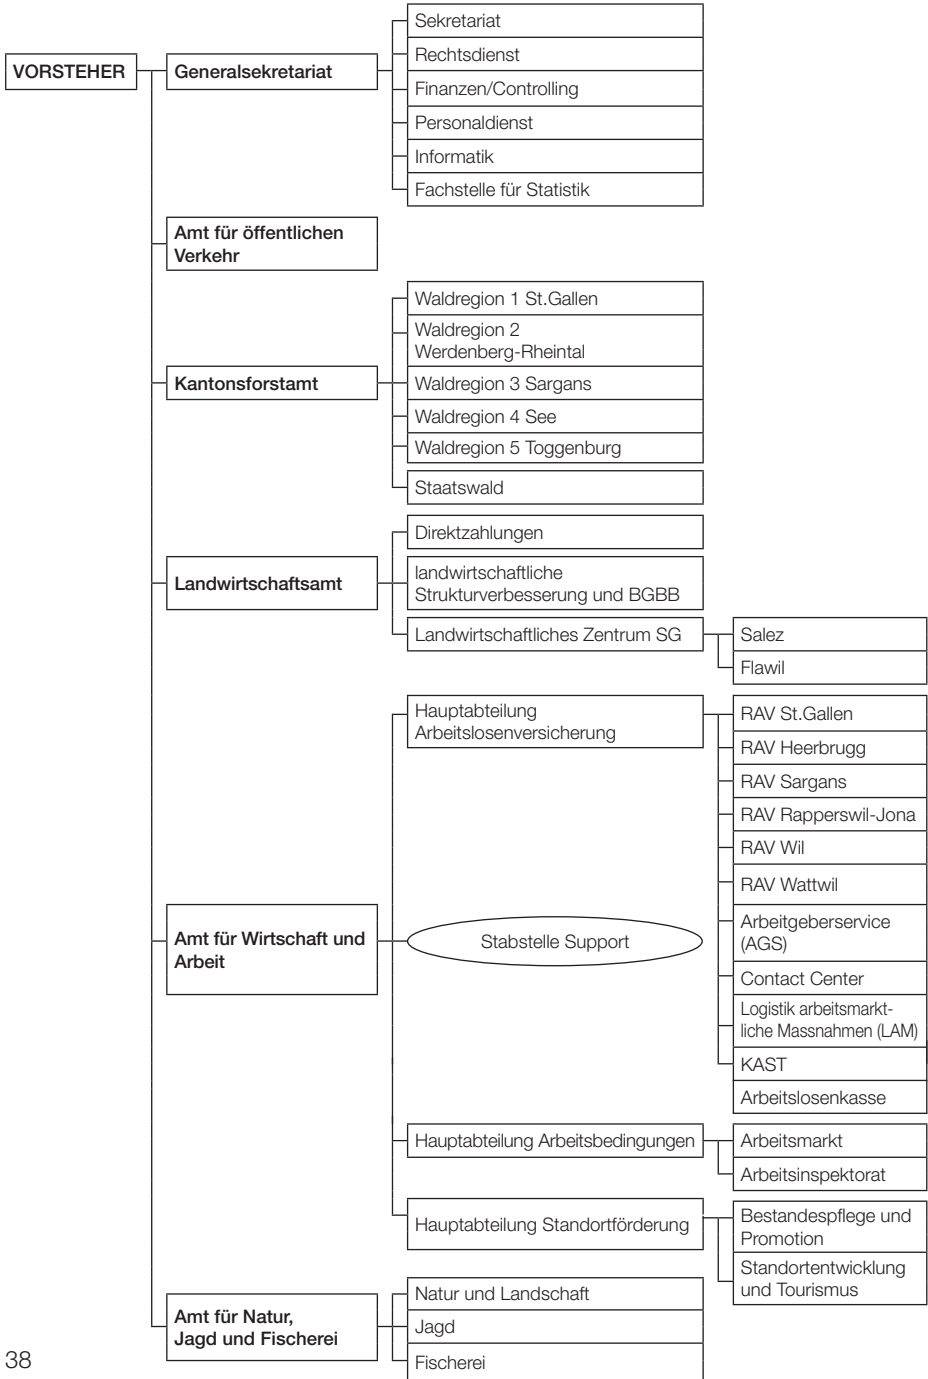 VORSTEHER
Generalsekretariat
Sekretariat
Rechtsdienst
Finanzen/Controlling
Personaldienst
Informatik
Fachstelle für Statistik
Amt für öffentlichen
Verkehr
Kantonsforstamt
Waldregion 1 St.Gallen
Waldregion 2
Werdenberg-Rheintal
Waldregion 3 Sargans
Waldregion 4 See
Waldregion 5 Toggenburg
Staatswald
Landwirtschaftsamt
Direktzahlungen
landwirtschaftliche
Strukturverbesserung und BGBB
Landwirtschaftliches Zentrum SG
Salez
Flawil
Amt für Wirtschaft und
Arbeit
Hauptabteilung
Arbeitslosenversicherung
RAV St.Gallen
RAV Heerbrugg
RAV Sargans
RAV Rapperswil-Jona
RAV Wil
RAV Wattwil
Arbeitgeberservice
(AGS)
Contact Center
Logistik arbeitsmarkt-
liche Massnahmen (LAM)
KAST
Arbeitslosenkasse
Stabstelle Support
Hauptabteilung Arbeitsbedingungen
Arbeitsmarkt
Arbeitsinspektorat
Hauptabteilung Standortförderung
Bestandespflege und
Promotion
Standortentwicklung
und Tourismus
Amt für Natur,
Jagd und Fischerei
Natur und Landschaft
Jagd
Fischerei
38